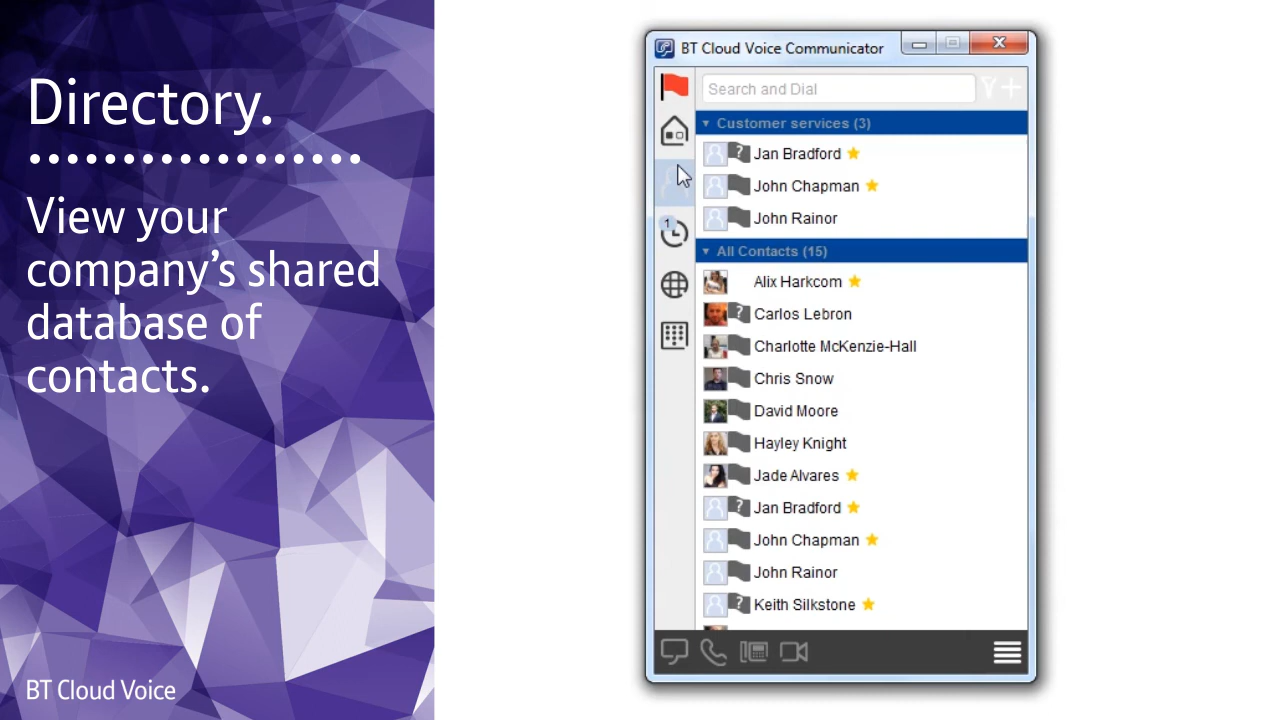 Directory.
View your
company's shared
database of
contacts.
BT Cloud Voice
BT Cloud Voice Communicator
Search and Dial
Customer services (3)
? Jan Bradford
John Chapman
John Rainor
1
All Contacts (15)
Alix Harkcom
? Carlos Lebron
Charlotte McKenzie-Hall
Chris Snow
David Moore
Hayley Knight
Jade Alvares
? Jan Bradford
John Chapman
John Rainor
? Keith Silkstone